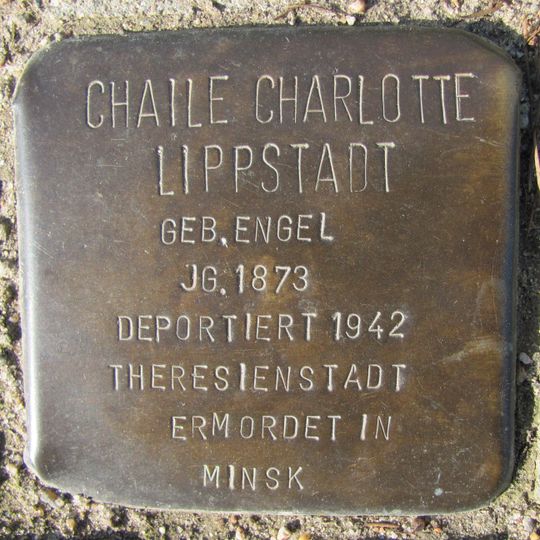 CHAILE CHARLOTTE
LIPPSTADT
GEB. ENGEL
JG. 1873
DEPORTIERT 1942
THERESIENSTADT
ERMORDET IN
MINSK